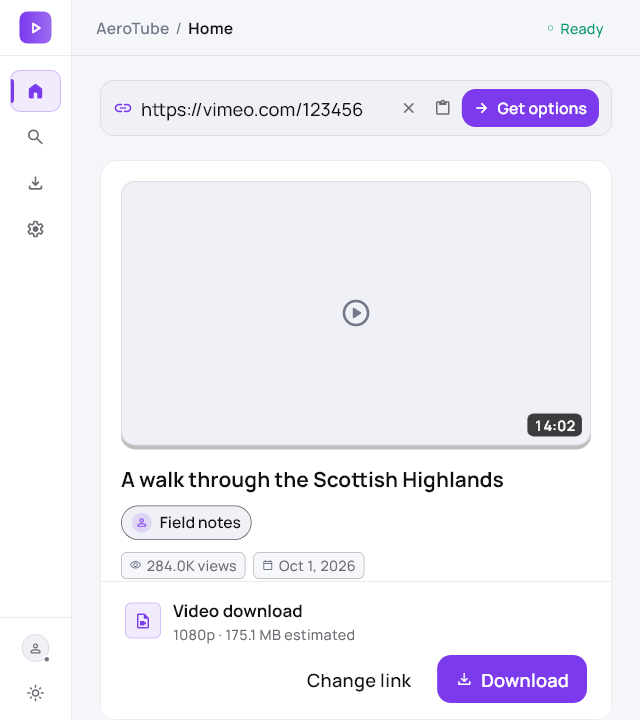 AeroTube / Home
Ready
https://vimeo.com/123456
Get options
14:02
A walk through the Scottish Highlands
Field notes
284.0K views
Oct 1, 2026
Video download
1080p · 175.1 MB estimated
Change link
Download